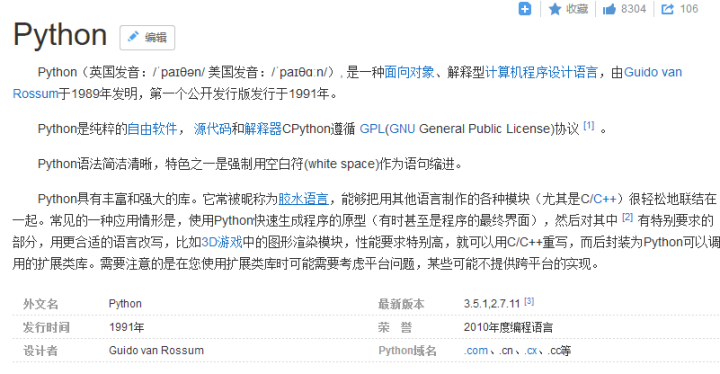 收藏 8304 106
Python 编辑
Python（英国发音：/ˈpaɪθən/ 美国发音：/ˈpaɪθɑːn/）, 是一种面向对象、解释型计算机程序设计语言，由Guido van
Rossum于1989年发明，第一个公开发行版发行于1991年。
Python是纯粹的自由软件， 源代码和解释器CPython遵循 GPL(GNU General Public License)协议 [1] 。
Python语法简洁清晰，特色之一是强制用空白符(white space)作为语句缩进。
Python具有丰富和强大的库。它常被昵称为胶水语言，能够把用其他语言制作的各种模块（尤其是C/C++）很轻松地联结在
一起。常见的一种应用情形是，使用Python快速生成程序的原型（有时甚至是程序的最终界面），然后对其中 [2] 有特别要求的
部分，用更合适的语言改写，比如3D游戏中的图形渲染模块，性能要求特别高，就可以用C/C++重写，而后封装为Python可以调
用的扩展类库。需要注意的是在您使用扩展类库时可能需要考虑平台问题，某些可能不提供跨平台的实现。
外文名 Python 最新版本 3.5.1,2.7.11 [3]
发行时间 1991年 荣 誉 2010年度编程语言
设计者 Guido van Rossum Python域名 .com、.cn、.cx、.cc等